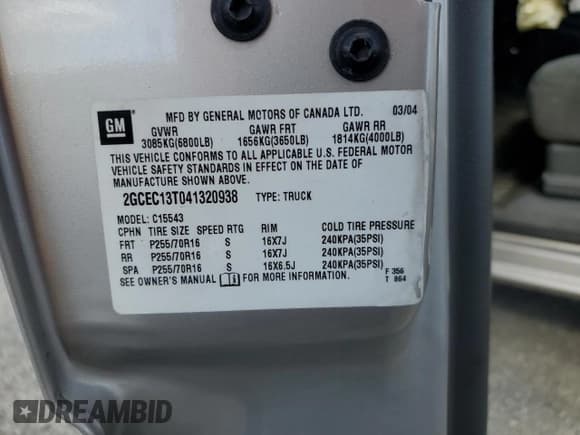 GM
MFD BY GENERAL MOTORS OF CANADA LTD. 03/04
GVWR GAWR FRT GAWR RR
3085KG(6800LB) 1656KG(3650LB) 1814KG(4000LB)
THIS VEHICLE CONFORMS TO ALL APPLICABLE U.S. FEDERAL MOTOR
VEHICLE SAFETY STANDARDS IN EFFECT ON THE DATE OF
MANUFACTURE SHOWN ABOVE.
2GCEC13T041320938 TYPE: TRUCK
MODEL: C15543
CPHN TIRE SIZE SPEED RTG RIM COLD TIRE PRESSURE
FRT P255/70R16 S 16X7J 240KPA(35PSI)
RR P255/70R16 S 16X7J 240KPA(35PSI)
SPA P255/70R16 S 16X6.5J 240KPA(35PSI)
SEE OWNER'S MANUAL FOR MORE INFORMATION.
F 356
T 864
DREAMBID